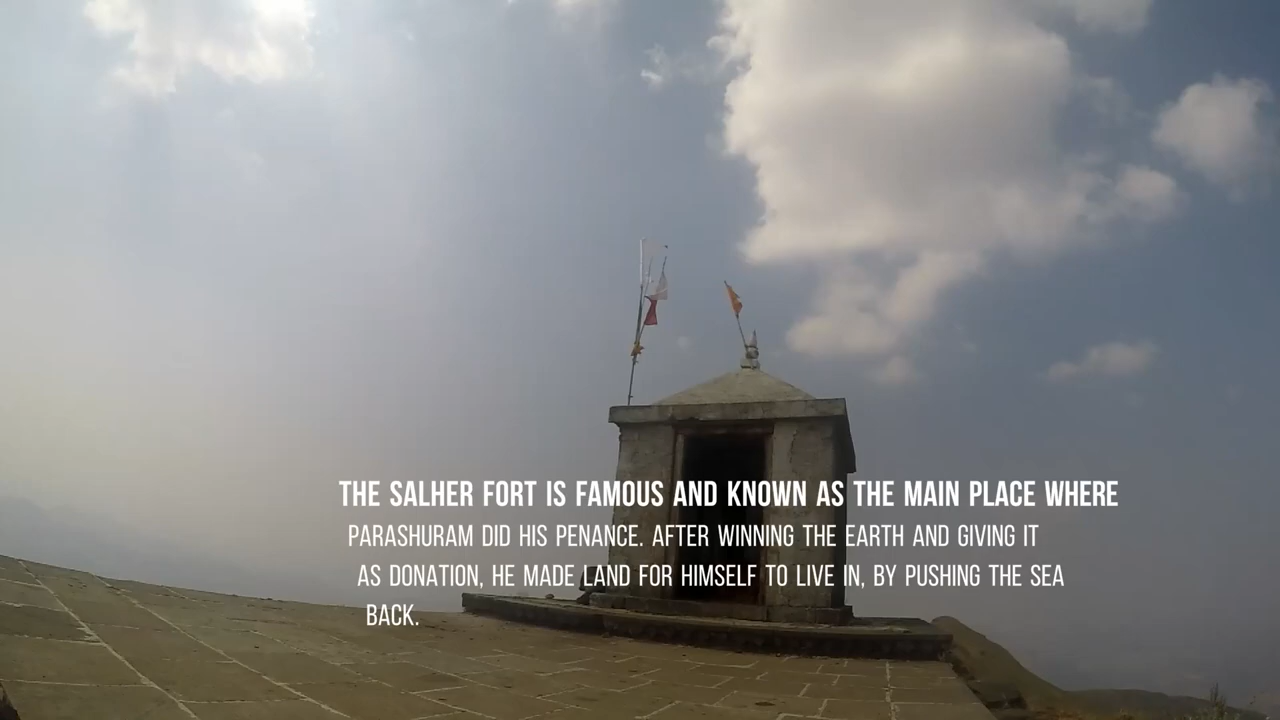 THE SALHER FORT IS FAMOUS AND KNOWN AS THE MAIN PLACE WHERE
PARASHURAM DID HIS PENANCE. AFTER WINNING THE EARTH AND GIVING IT
AS DONATION, HE MADE LAND FOR HIMSELF TO LIVE IN, BY PUSHING THE SEA
BACK.